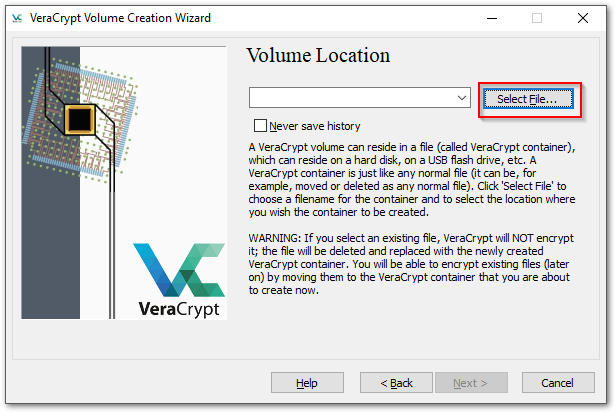 VeraCrypt Volume Creation Wizard
Volume Location
Select File...
Never save history
A VeraCrypt volume can reside in a file (called VeraCrypt container),
which can reside on a hard disk, on a USB flash drive, etc. A
VeraCrypt container is just like any normal file (it can be, for
example, moved or deleted as any normal file). Click 'Select File' to
choose a filename for the container and to select the location where
you wish the container to be created.
WARNING: If you select an existing file, VeraCrypt will NOT encrypt
it; the file will be deleted and replaced with the newly created
VeraCrypt container. You will be able to encrypt existing files (later
on) by moving them to the VeraCrypt container that you are about
to create now.
VeraCrypt
Help
< Back
Next >
Cancel